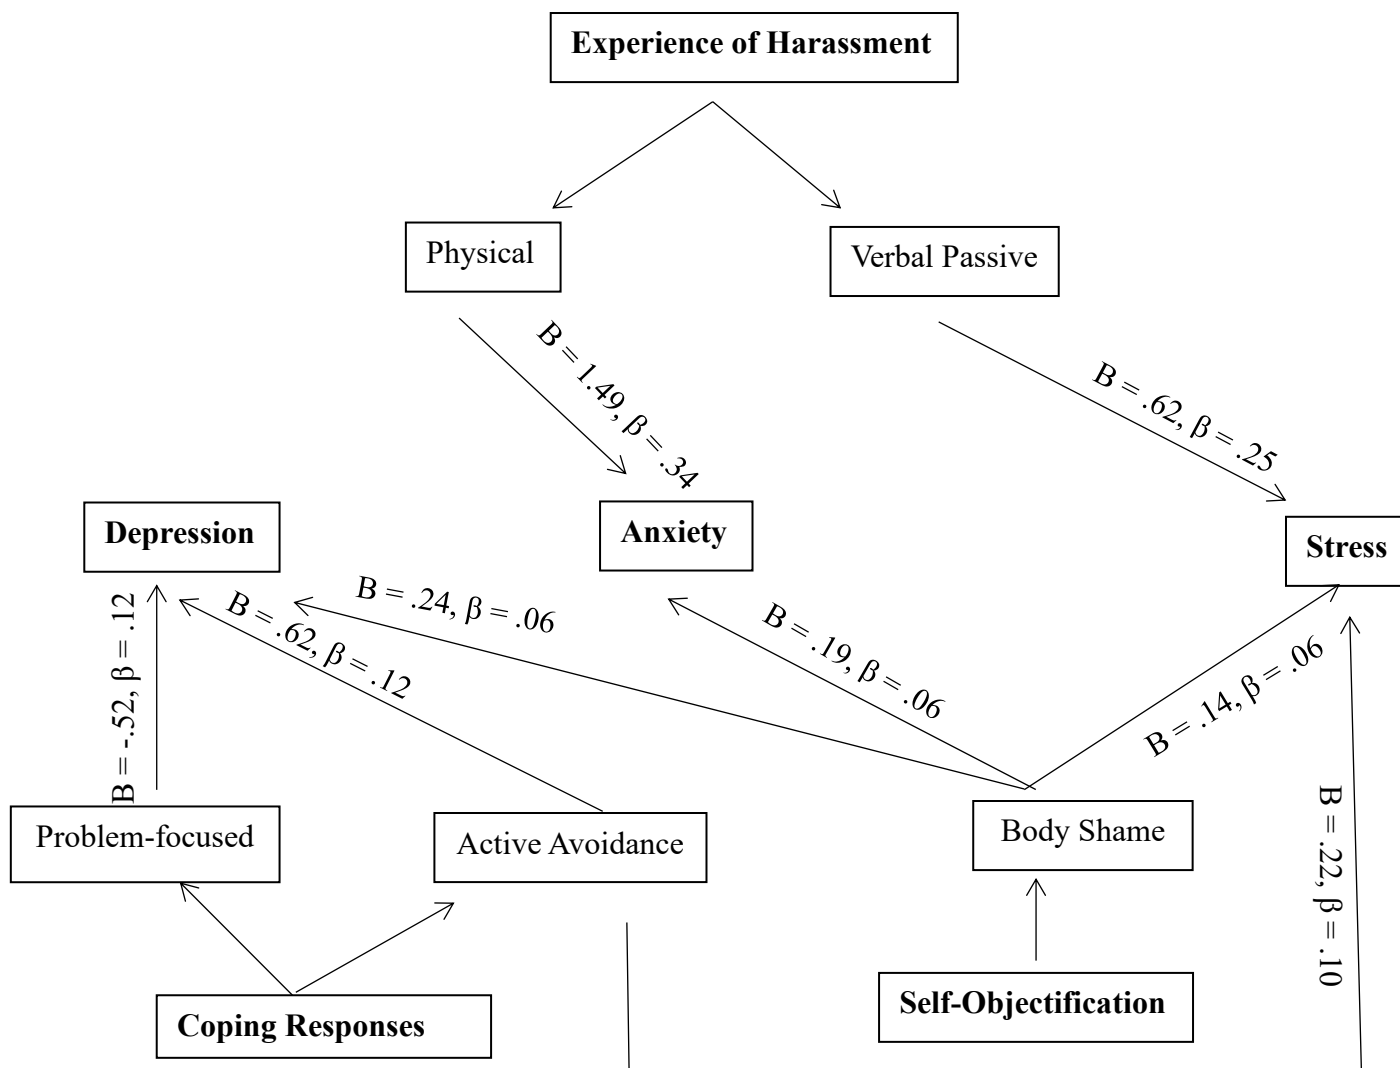 Experience of Harassment
Physical
Verbal Passive
B = 1.49, β = .34
B = .62, β = .25
Depression
Anxiety
Stress
B = -.52, β = .12
B = .62, β = .12
B = .24, β = .06
B = .19, β = .06
B = .14, β = .06
B = .22, β = .10
Problem-focused
Active Avoidance
Body Shame
Coping Responses
Self-Objectification